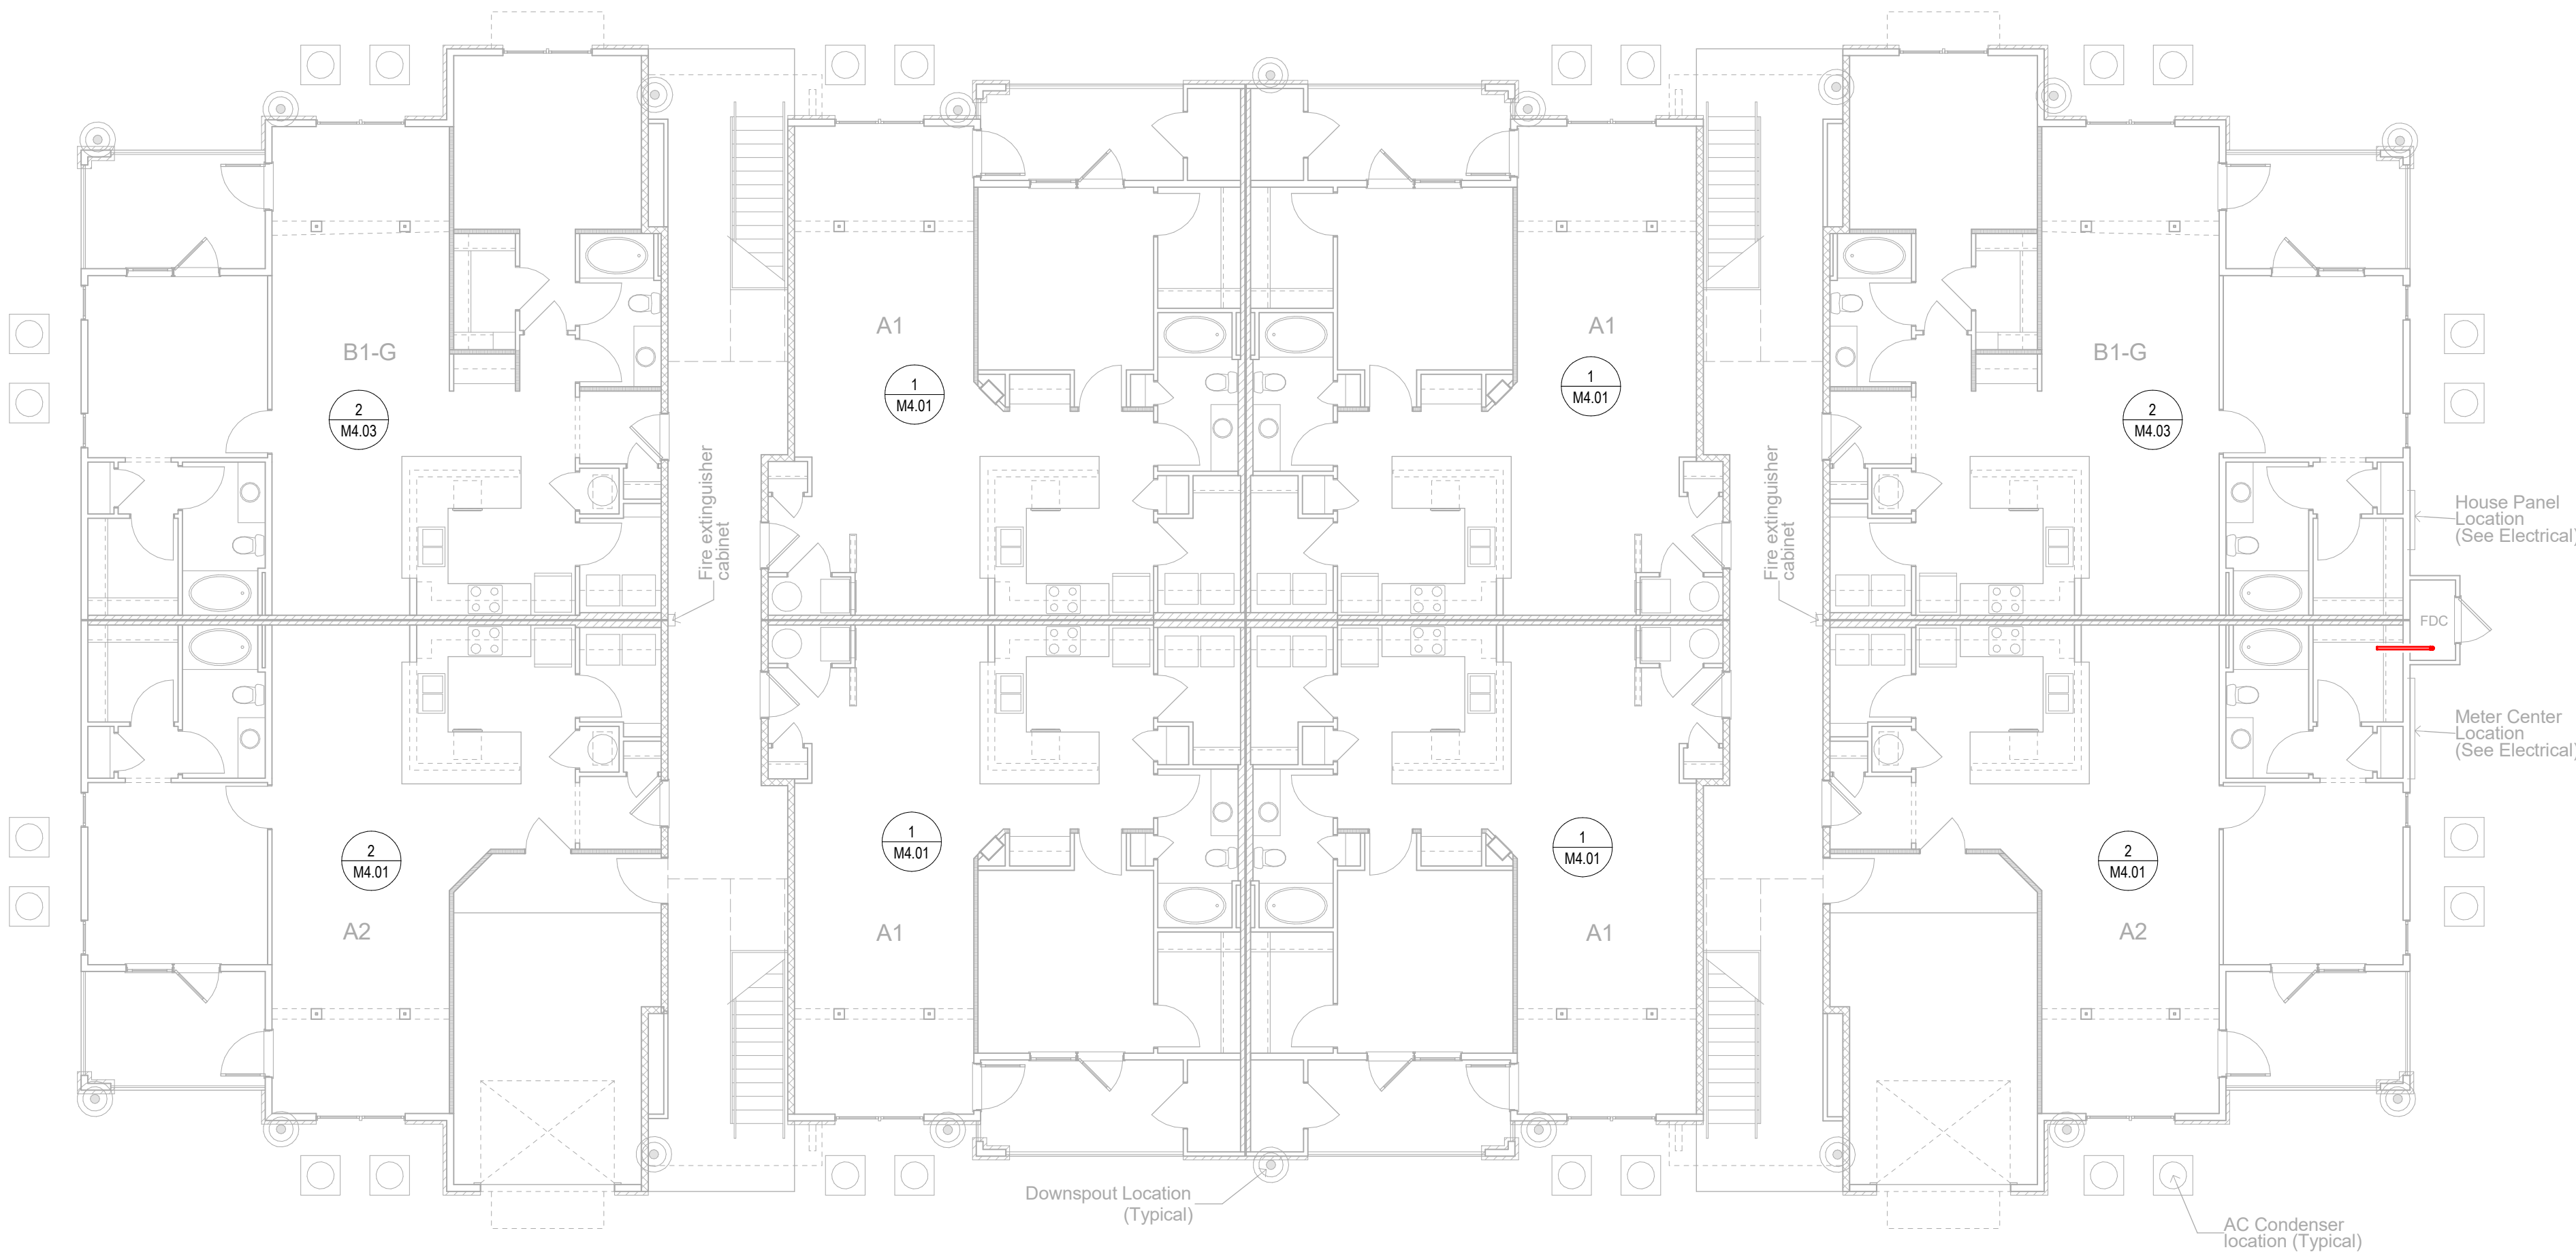 A1
A1
B1-G
B1-G
1
M4.01
1
M4.01
2
M4.03
2
M4.03
Fire extinguisher
cabinet
Fire extinguisher
cabinet
House Panel
Location
(See Electrical)
FDC
Meter Center
Location
(See Electrical)
1
M4.01
1
M4.01
2
M4.01
2
M4.01
A2
A1
A1
A2
Downspout Location
(Typical)
AC Condenser
location (Typical)